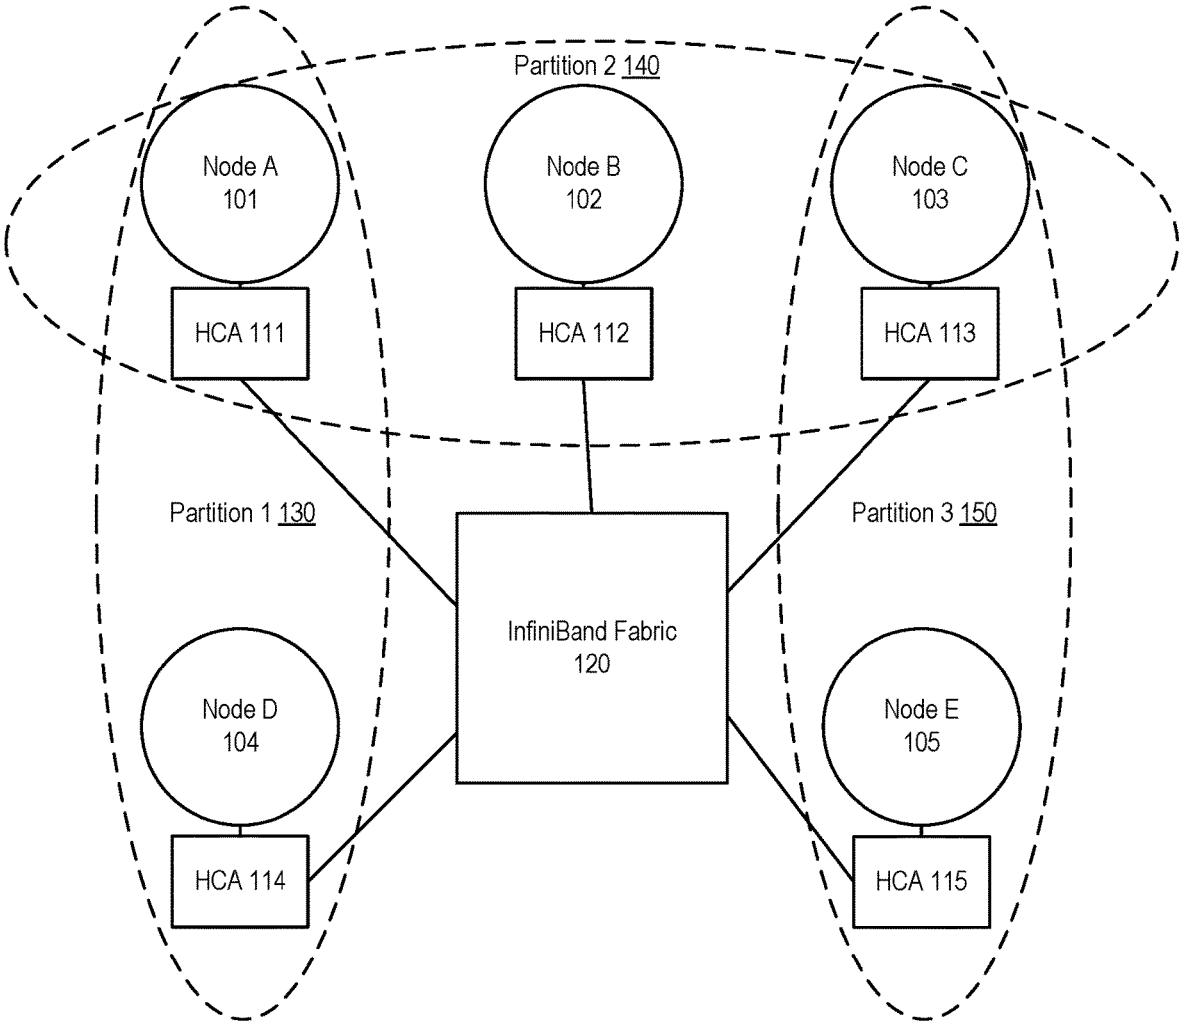 Partition 2 140
Node A
101
Node B
102
Node C
103
HCA 111
HCA 112
HCA 113
Partition 1 130
Partition 3 150
InfiniBand Fabric
120
Node D
104
Node E
105
HCA 114
HCA 115